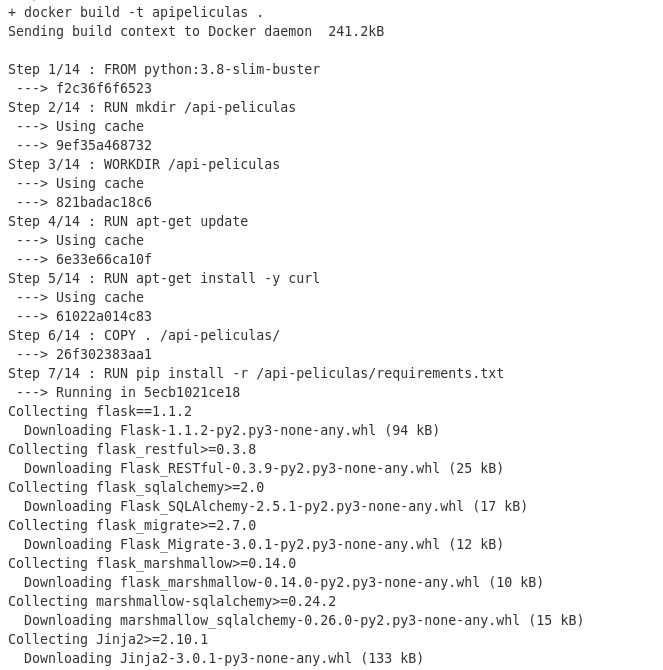 + docker build -t apipeliculas .
Sending build context to Docker daemon  241.2kB
Step 1/14 : FROM python:3.8-slim-buster
 ---> f2c36f6f6523
Step 2/14 : RUN mkdir /api-peliculas
 ---> Using cache
 ---> 9ef35a468732
Step 3/14 : WORKDIR /api-peliculas
 ---> Using cache
 ---> 821badac18c6
Step 4/14 : RUN apt-get update
 ---> Using cache
 ---> 6e33e66ca10f
Step 5/14 : RUN apt-get install -y curl
 ---> Using cache
 ---> 61022a014c83
Step 6/14 : COPY . /api-peliculas/
 ---> 26f302383aa1
Step 7/14 : RUN pip install -r /api-peliculas/requirements.txt
 ---> Running in 5ecb1021ce18
Collecting flask==1.1.2
  Downloading Flask-1.1.2-py2.py3-none-any.whl (94 kB)
Collecting flask_restful>=0.3.8
  Downloading Flask_RESTful-0.3.9-py2.py3-none-any.whl (25 kB)
Collecting flask_sqlalchemy>=2.0
  Downloading Flask_SQLAlchemy-2.5.1-py2.py3-none-any.whl (17 kB)
Collecting flask_migrate>=2.7.0
  Downloading Flask_Migrate-3.0.1-py2.py3-none-any.whl (12 kB)
Collecting flask_marshmallow>=0.14.0
  Downloading flask_marshmallow-0.14.0-py2.py3-none-any.whl (10 kB)
Collecting marshmallow-sqlalchemy>=0.24.2
  Downloading marshmallow_sqlalchemy-0.26.0-py2.py3-none-any.whl (15 kB)
Collecting Jinja2>=2.10.1
  Downloading Jinja2-3.0.1-py3-none-any.whl (133 kB)